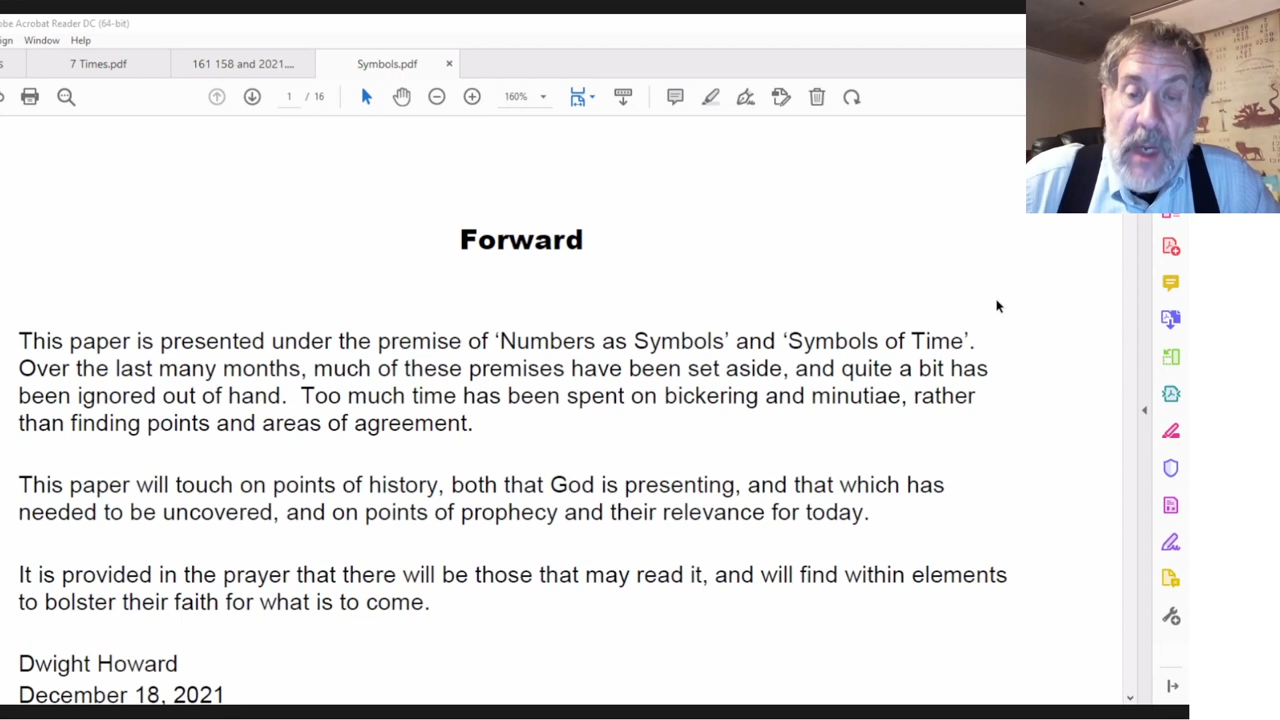 be Acrobat Reader DC (64-bit)
ign Window Help
s 7 Times.pdf 161 158 and 2021.... Symbols.pdf ×
1 / 16 160%
Forward
This paper is presented under the premise of ‘Numbers as Symbols’ and ‘Symbols of Time’.
Over the last many months, much of these premises have been set aside, and quite a bit has
been ignored out of hand. Too much time has been spent on bickering and minutiae, rather
than finding points and areas of agreement.
This paper will touch on points of history, both that God is presenting, and that which has
needed to be uncovered, and on points of prophecy and their relevance for today.
It is provided in the prayer that there will be those that may read it, and will find within elements
to bolster their faith for what is to come.
Dwight Howard
December 18, 2021